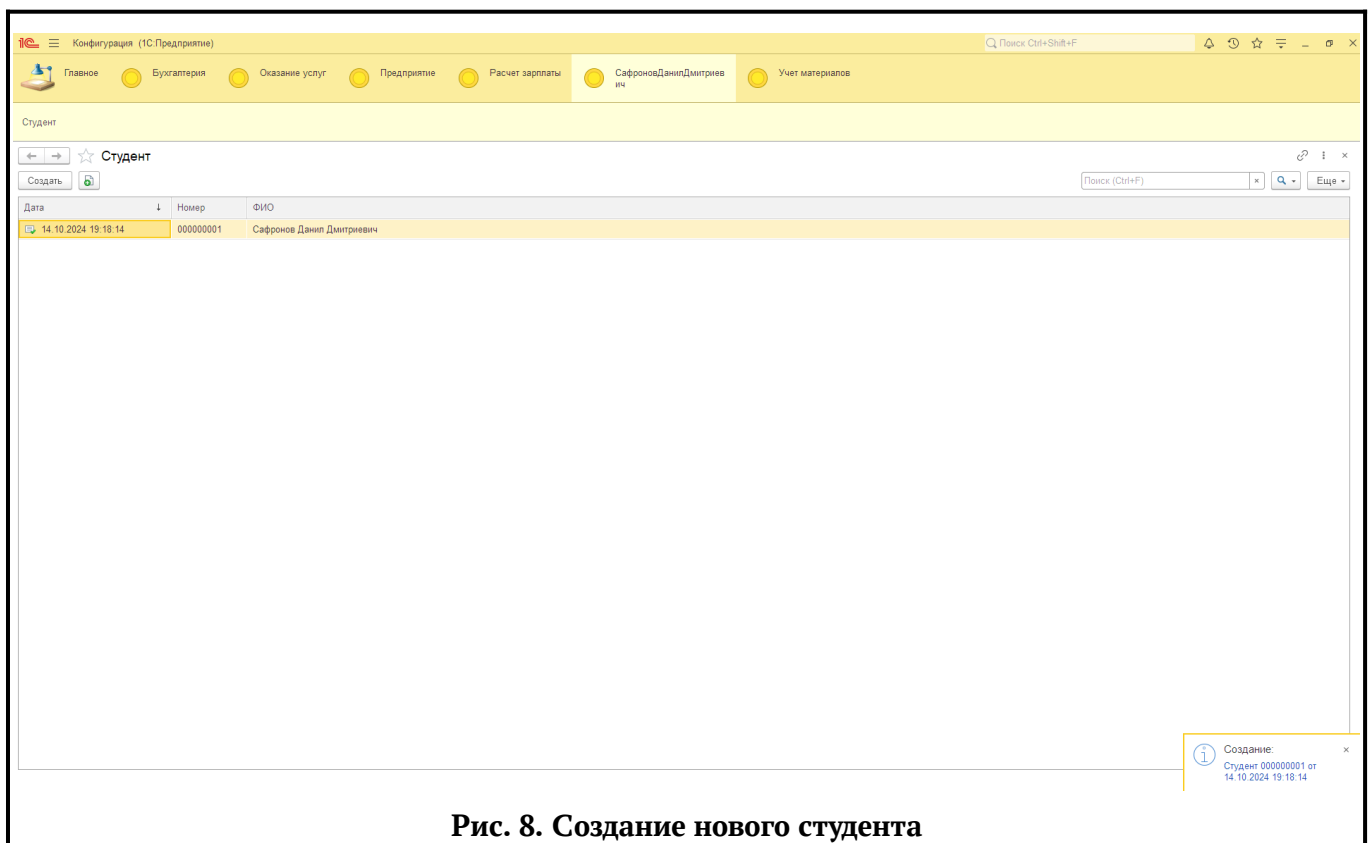 1С Конфигурация (1С:Предприятие) Поиск Ctrl+Shift+F
Главное Бухгалтерия Оказание услуг Предприятие Расчет зарплаты СафроновДанилДмитриев Учет материалов
ич
Студент
Студент
Создать Поиск (Ctrl+F) Еще
Дата Номер ФИО
14.10.2024 19:18:14 000000001 Сафронов Данил Дмитриевич
Создание:
Студент 000000001 от
14.10.2024 19:18:14
Рис. 8. Создание нового студента